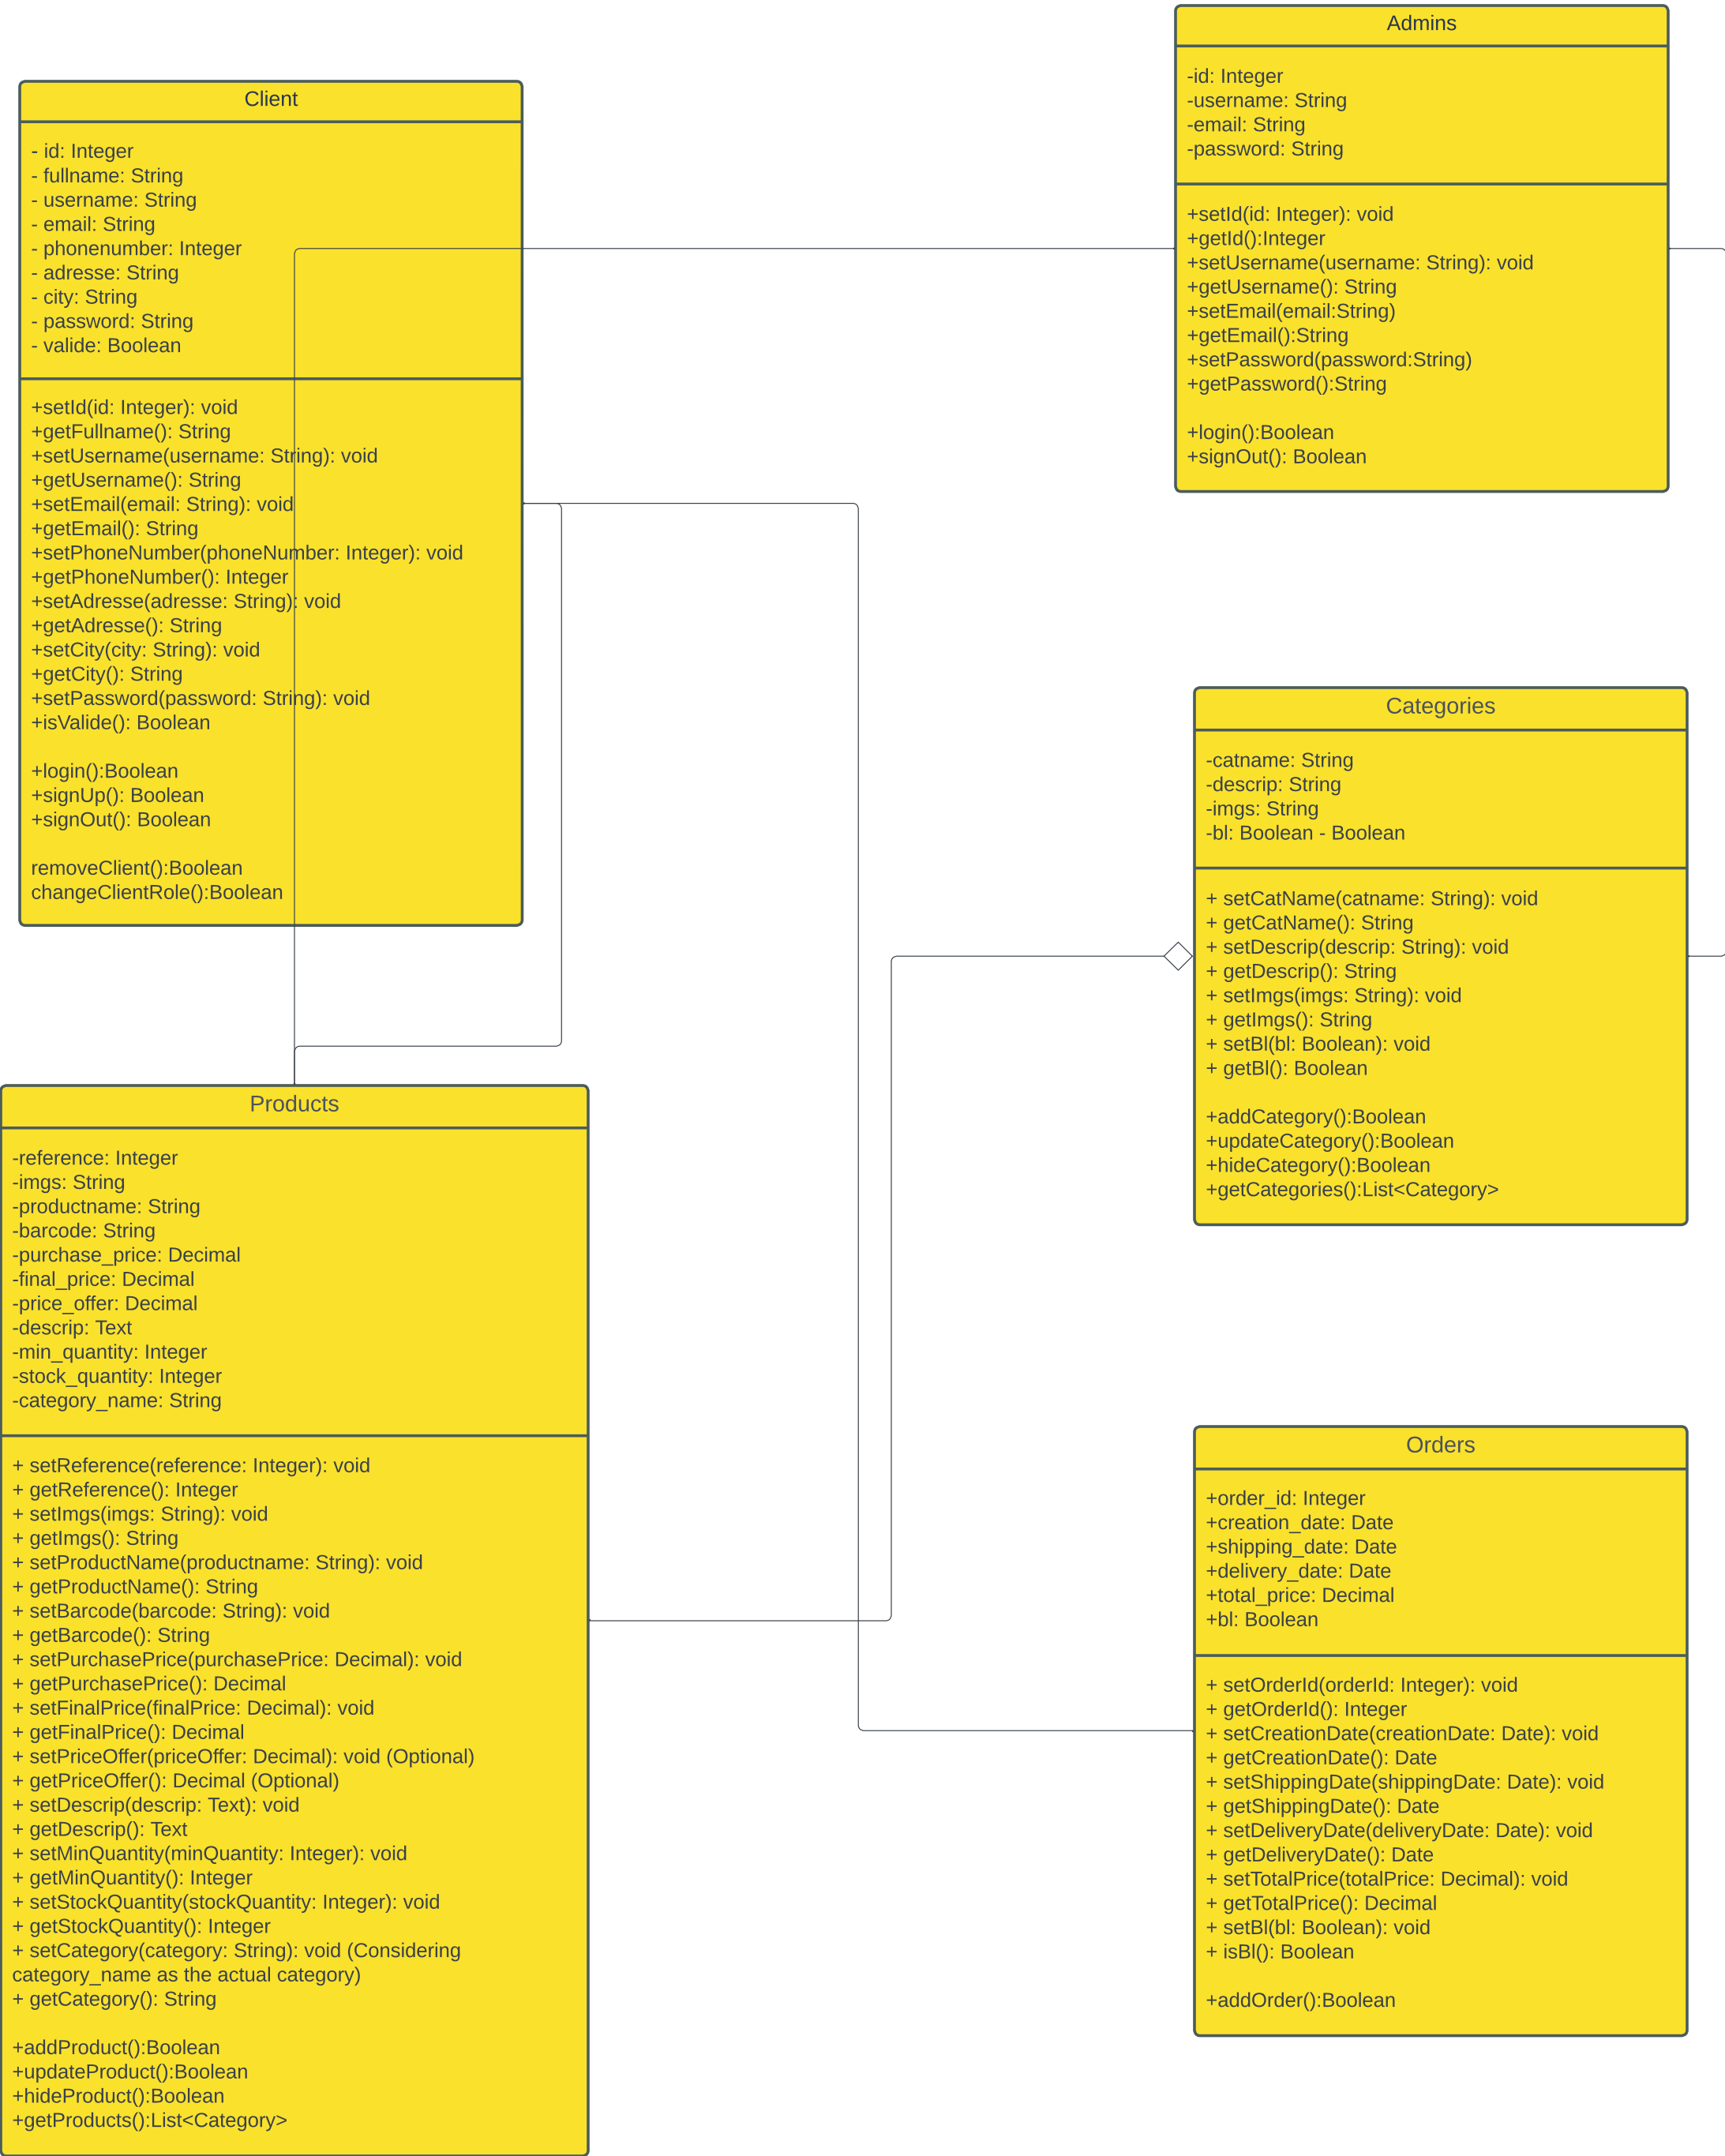 Client
- id: Integer
- fullname: String
- username: String
- email: String
- phonenumber: Integer
- adresse: String
- city: String
- password: String
- valide: Boolean
+setId(id: Integer): void
+getFullname(): String
+setUsername(username: String): void
+getUsername(): String
+setEmail(email: String): void
+getEmail(): String
+setPhoneNumber(phoneNumber: Integer): void
+getPhoneNumber(): Integer
+setAdresse(adresse: String): void
+getAdresse(): String
+setCity(city: String): void
+getCity(): String
+setPassword(password: String): void
+isValide(): Boolean
+login():Boolean
+signUp(): Boolean
+signOut(): Boolean
removeClient():Boolean
changeClientRole():Boolean
Admins
-id: Integer
-username: String
-email: String
-password: String
+setId(id: Integer): void
+getId():Integer
+setUsername(username: String): void
+getUsername(): String
+setEmail(email:String)
+getEmail():String
+setPassword(password:String)
+getPassword():String
+login():Boolean
+signOut(): Boolean
Categories
-catname: String
-descrip: String
-imgs: String
-bl: Boolean - Boolean
+ setCatName(catname: String): void
+ getCatName(): String
+ setDescrip(descrip: String): void
+ getDescrip(): String
+ setImgs(imgs: String): void
+ getImgs(): String
+ setBl(bl: Boolean): void
+ getBl(): Boolean
+addCategory():Boolean
+updateCategory():Boolean
+hideCategory():Boolean
+getCategories():List<Category>
Products
-reference: Integer
-imgs: String
-productname: String
-barcode: String
-purchase_price: Decimal
-final_price: Decimal
-price_offer: Decimal
-descrip: Text
-min_quantity: Integer
-stock_quantity: Integer
-category_name: String
+ setReference(reference: Integer): void
+ getReference(): Integer
+ setImgs(imgs: String): void
+ getImgs(): String
+ setProductName(productname: String): void
+ getProductName(): String
+ setBarcode(barcode: String): void
+ getBarcode(): String
+ setPurchasePrice(purchasePrice: Decimal): void
+ getPurchasePrice(): Decimal
+ setFinalPrice(finalPrice: Decimal): void
+ getFinalPrice(): Decimal
+ setPriceOffer(priceOffer: Decimal): void (Optional)
+ getPriceOffer(): Decimal (Optional)
+ setDescrip(descrip: Text): void
+ getDescrip(): Text
+ setMinQuantity(minQuantity: Integer): void
+ getMinQuantity(): Integer
+ setStockQuantity(stockQuantity: Integer): void
+ getStockQuantity(): Integer
+ setCategory(category: String): void (Considering
category_name as the actual category)
+ getCategory(): String
+addProduct():Boolean
+updateProduct():Boolean
+hideProduct():Boolean
+getProducts():List<Category>
Orders
+order_id: Integer
+creation_date: Date
+shipping_date: Date
+delivery_date: Date
+total_price: Decimal
+bl: Boolean
+ setOrderId(orderId: Integer): void
+ getOrderId(): Integer
+ setCreationDate(creationDate: Date): void
+ getCreationDate(): Date
+ setShippingDate(shippingDate: Date): void
+ getShippingDate(): Date
+ setDeliveryDate(deliveryDate: Date): void
+ getDeliveryDate(): Date
+ setTotalPrice(totalPrice: Decimal): void
+ getTotalPrice(): Decimal
+ setBl(bl: Boolean): void
+ isBl(): Boolean
+addOrder():Boolean